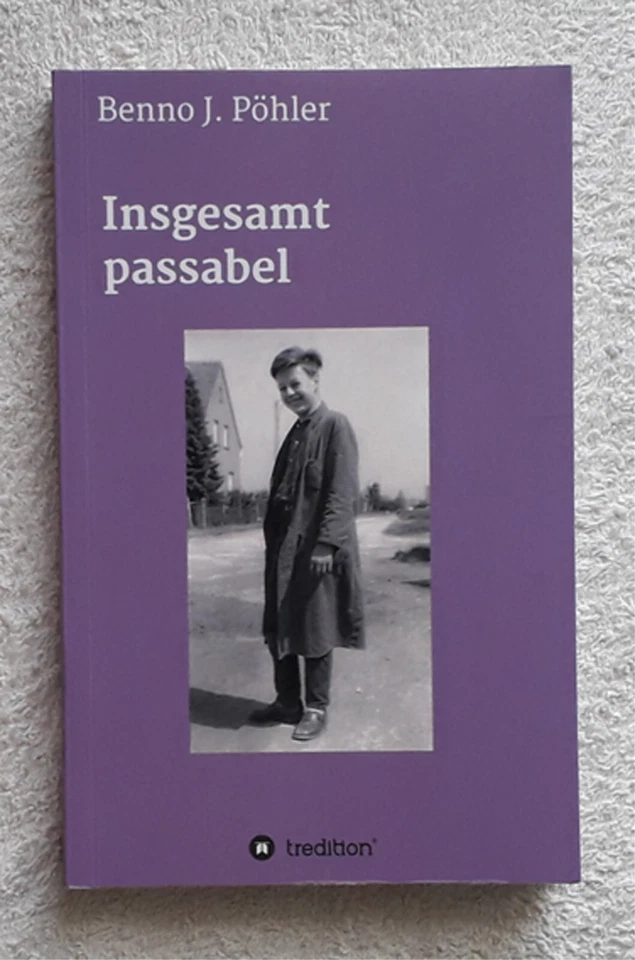 Benno J. Pöhler
Insgesamt
passabel
tredition®